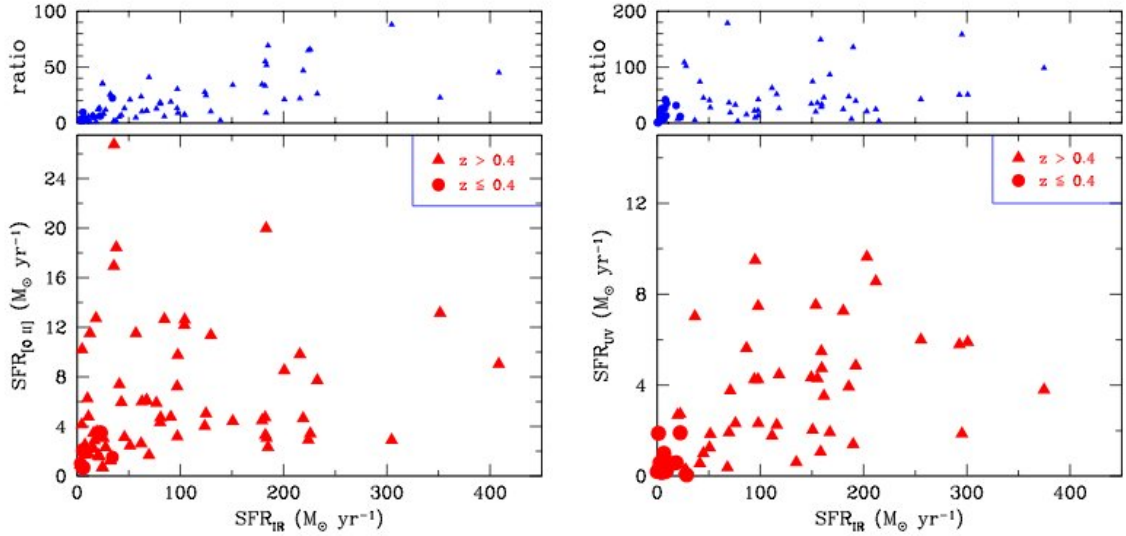 100
50
0
ratio
z > 0.4
z ≤ 0.4
24
20
16
12
8
4
0
SFR[O II] (M⊙ yr⁻¹)
0 100 200 300 400
SFRIR (M⊙ yr⁻¹)
200
100
0
ratio
z > 0.4
z ≤ 0.4
12
8
4
0
SFRUV (M⊙ yr⁻¹)
0 100 200 300 400
SFRIR (M⊙ yr⁻¹)